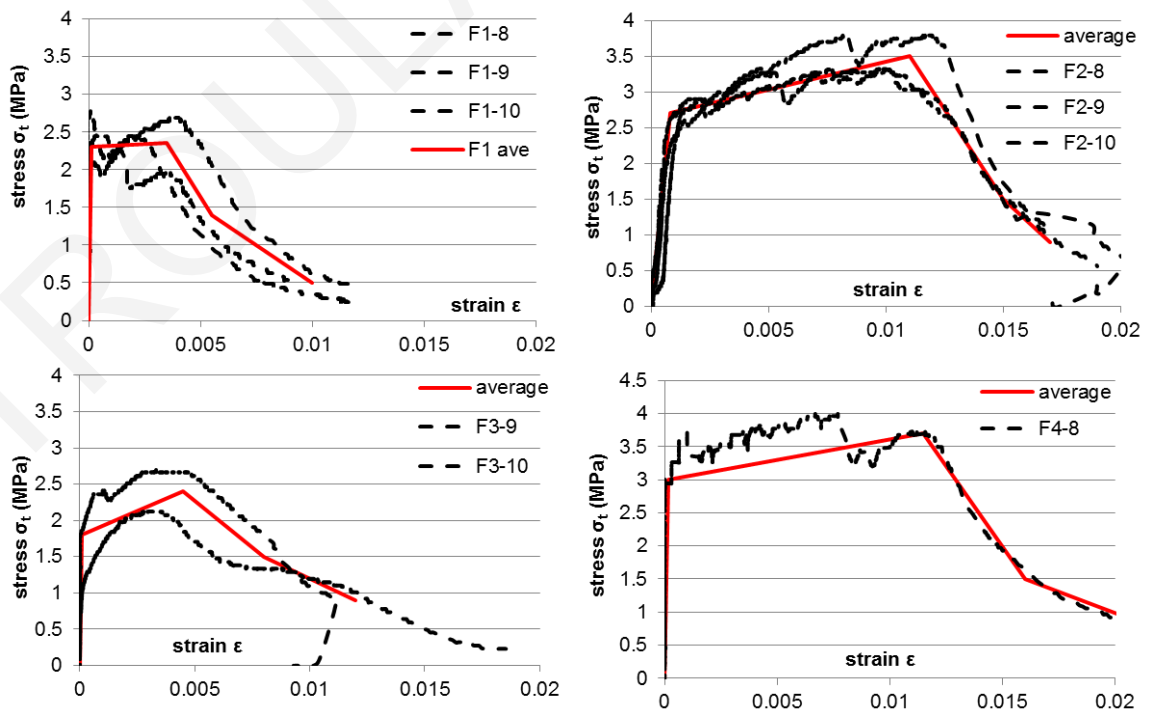 TROULA
4
3.5
3
2.5
2
1.5
1
0.5
0
stress σt (MPa)
F1-8
F1-9
F1-10
F1 ave
strain ε
0
0.005
0.01
0.015
0.02
4
3.5
3
2.5
2
1.5
1
0.5
0
stress σt (MPa)
average
F2-8
F2-9
F2-10
strain ε
0
0.005
0.01
0.015
0.02
4
3.5
3
2.5
2
1.5
1
0.5
0
stress σt (MPa)
average
F3-9
F3-10
strain ε
0
0.005
0.01
0.015
0.02
4.5
4
3.5
3
2.5
2
1.5
1
0.5
0
stress σt (MPa)
average
F4-8
strain ε
0
0.005
0.01
0.015
0.02